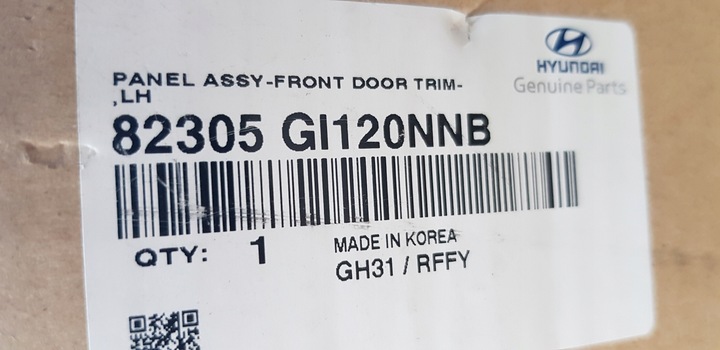 HYUNDAI
Genuine Parts
PANEL ASSY-FRONT DOOR TRIM-
,LH
82305 GI120NNB
QTY: 1
MADE IN KOREA
GH31 / RFFY